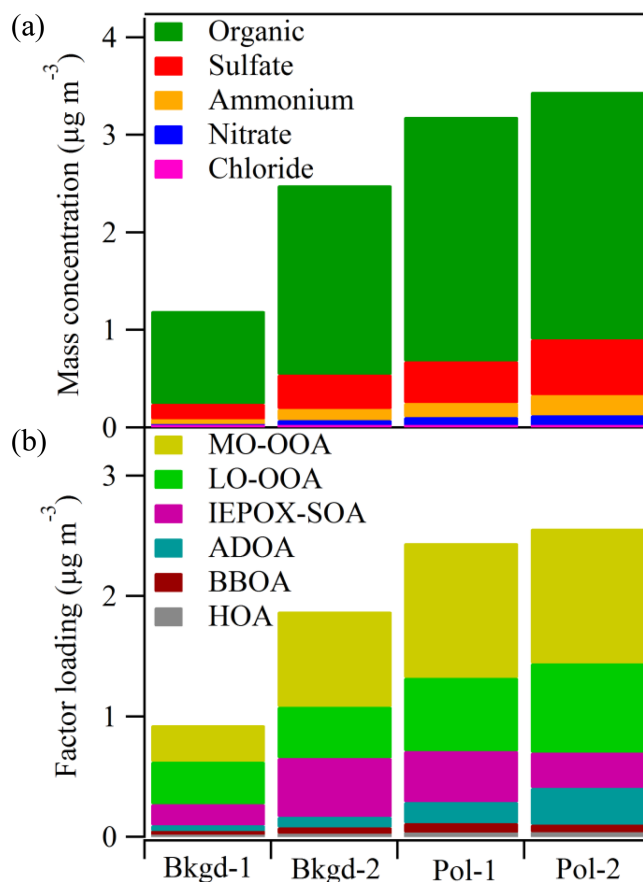 (a)
Mass concentration (μg m⁻³)
4
3
2
1
0
Organic
Sulfate
Ammonium
Nitrate
Chloride
(b)
Factor loading (μg m⁻³)
3
2
1
0
MO-OOA
LO-OOA
IEPOX-SOA
ADOA
BBOA
HOA
Bkgd-1 Bkgd-2 Pol-1 Pol-2